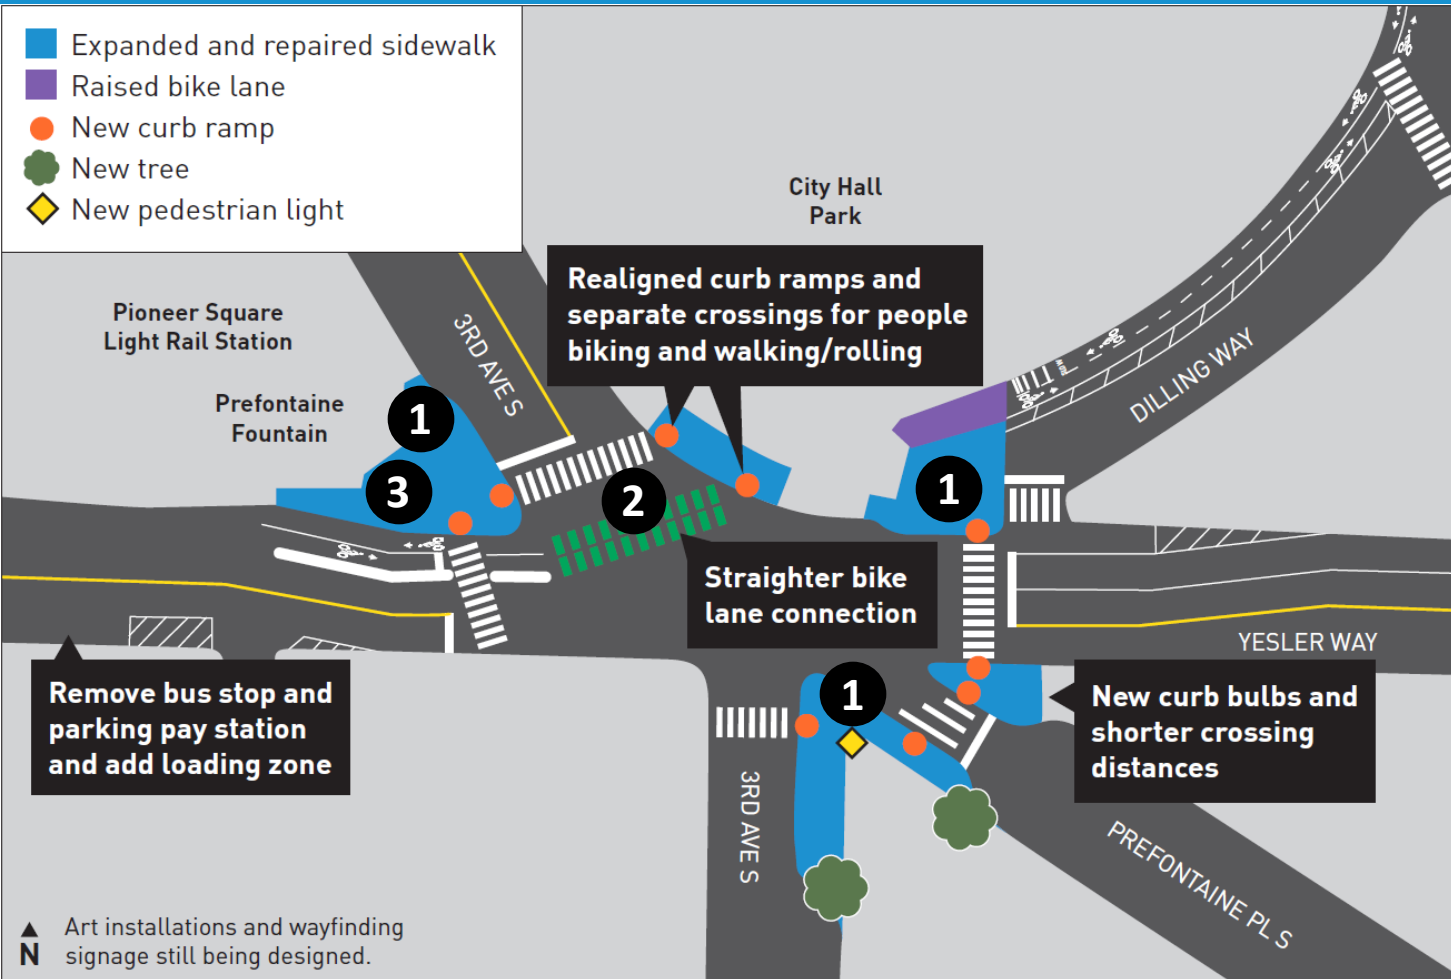 Expanded and repaired sidewalk
Raised bike lane
New curb ramp
New tree
New pedestrian light
City Hall
Park
Realigned curb ramps and
separate crossings for people
biking and walking/rolling
Pioneer Square
Light Rail Station
3RD AVE S
DILLING WAY
Prefontaine
Fountain
1
3
2
1
Straighter bike
lane connection
YESLER WAY
Remove bus stop and
parking pay station
and add loading zone
1
New curb bulbs and
shorter crossing
distances
3RD AVE S
PREFONTAINE PL S
Art installations and wayfinding
signage still being designed.
N